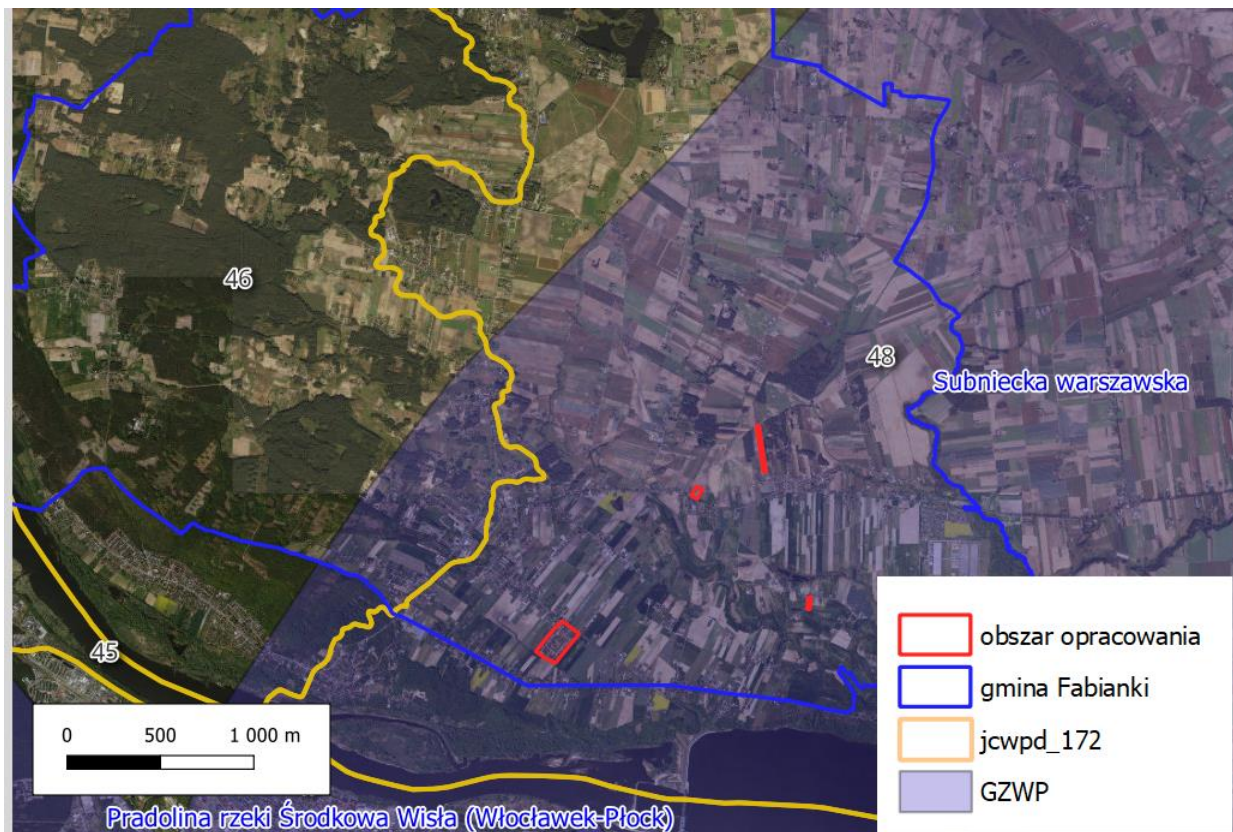 46
48
Subniecka warszawska
45
obszar opracowania
gmina Fabianki
jcwpd_172
GZWP
0 500 1 000 m
Pradolina rzeki Środkowa Wisła (Włocławek-Płock)